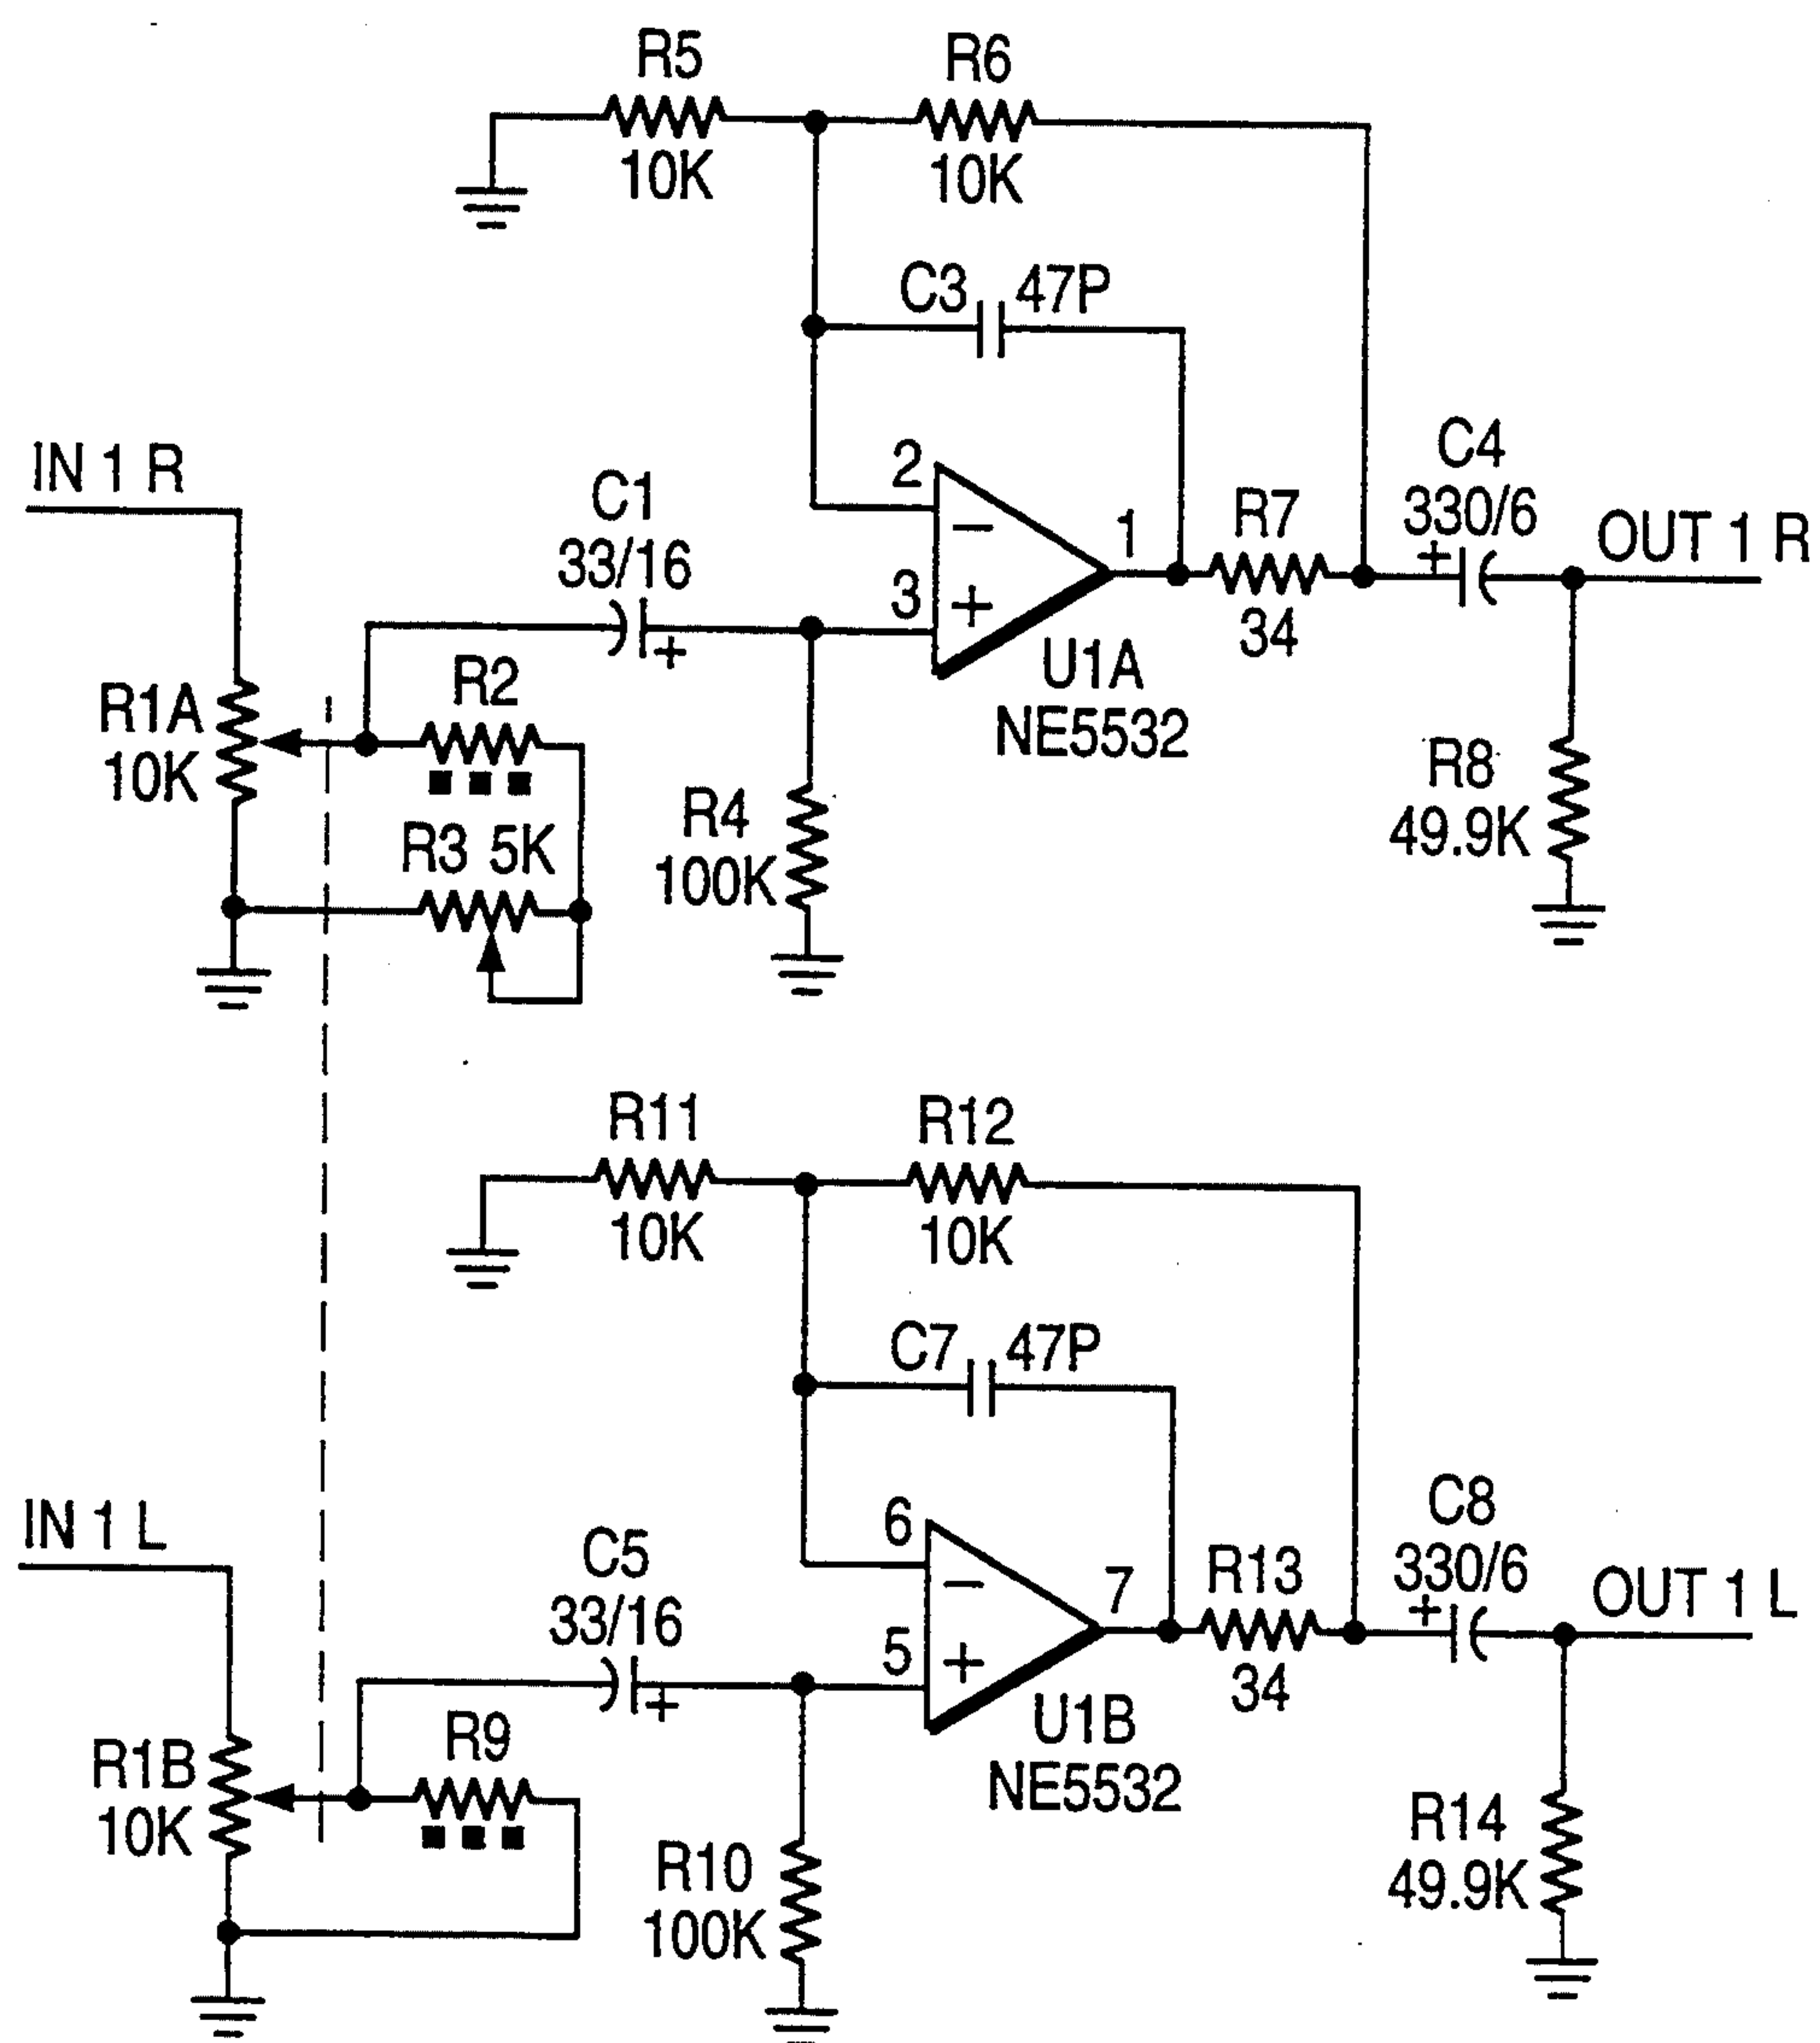 R5
10K
R6
10K
C3 47P
IN 1 R
C1
33/16
2
3
−
+
1
U1A
NE5532
R7
34
C4
330/6
+
OUT 1 R
+
R1A
10K
R2
R3 5K
R4
100K
R8
49.9K
R11
10K
R12
10K
C7 47P
IN 1 L
C5
33/16
6
5
−
+
7
U1B
NE5532
R13
34
C8
330/6
+
OUT 1 L
+
R1B
10K
R9
R10
100K
R14
49.9K